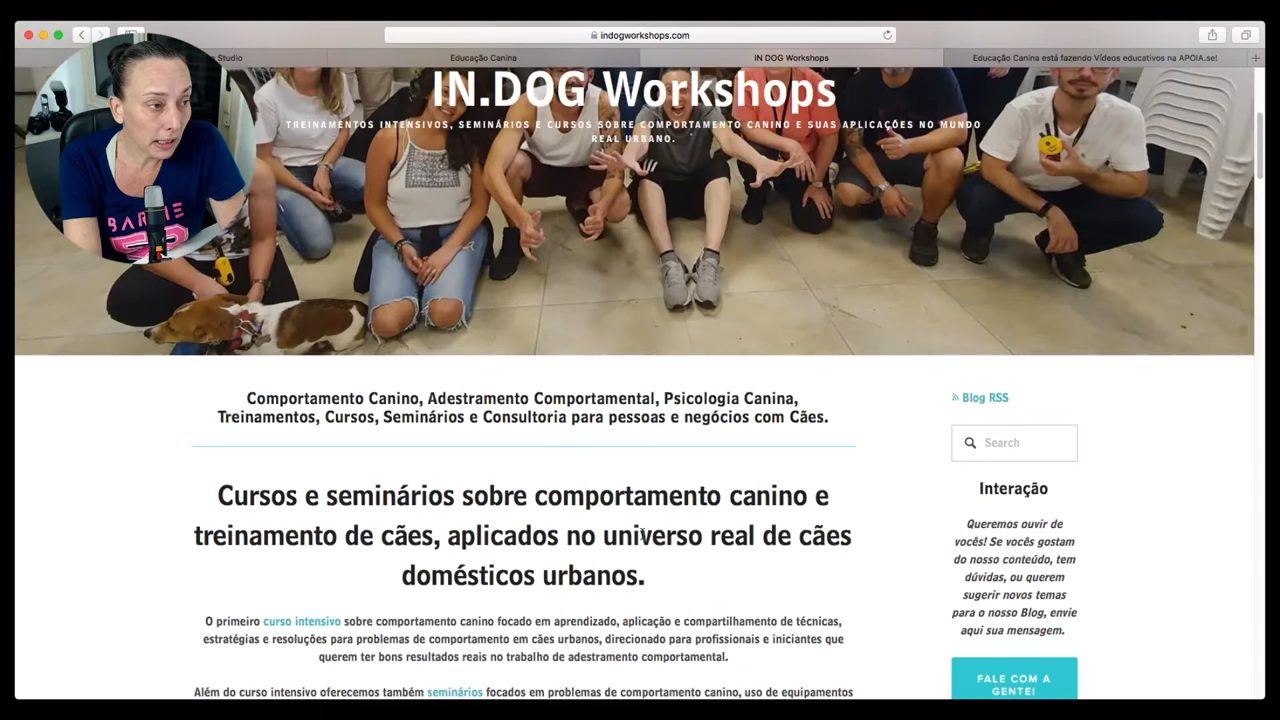 indogworkshops.com
Studio
Educação Canina
IN DOG Workshops
Educação Canina está fazendo Vídeos educativos na APOIA.se!
IN.DOG Workshops
TREINAMENTOS INTENSIVOS, SEMINÁRIOS E CURSOS SOBRE COMPORTAMENTO CANINO E SUAS APLICAÇÕES NO MUNDO
REAL URBANO.
BARBIE
Comportamento Canino, Adestramento Comportamental, Psicologia Canina,
Treinamentos, Cursos, Seminários e Consultoria para pessoas e negócios com Cães.
Cursos e seminários sobre comportamento canino e
treinamento de cães, aplicados no universo real de cães
domésticos urbanos.
O primeiro curso intensivo sobre comportamento canino focado em aprendizado, aplicação e compartilhamento de técnicas,
estratégias e resoluções para problemas de comportamento em cães urbanos, direcionado para profissionais e iniciantes que
querem ter bons resultados reais no trabalho de adestramento comportamental.
Além do curso intensivo oferecemos também seminários focados em problemas de comportamento canino, uso de equipamentos
Blog RSS
Search
Interação
Queremos ouvir de
vocês! Se vocês gostam
do nosso conteúdo, tem
dúvidas, ou querem
sugerir novos temas
para o nosso Blog, envie
aqui sua mensagem.
FALE COM A
GENTE!